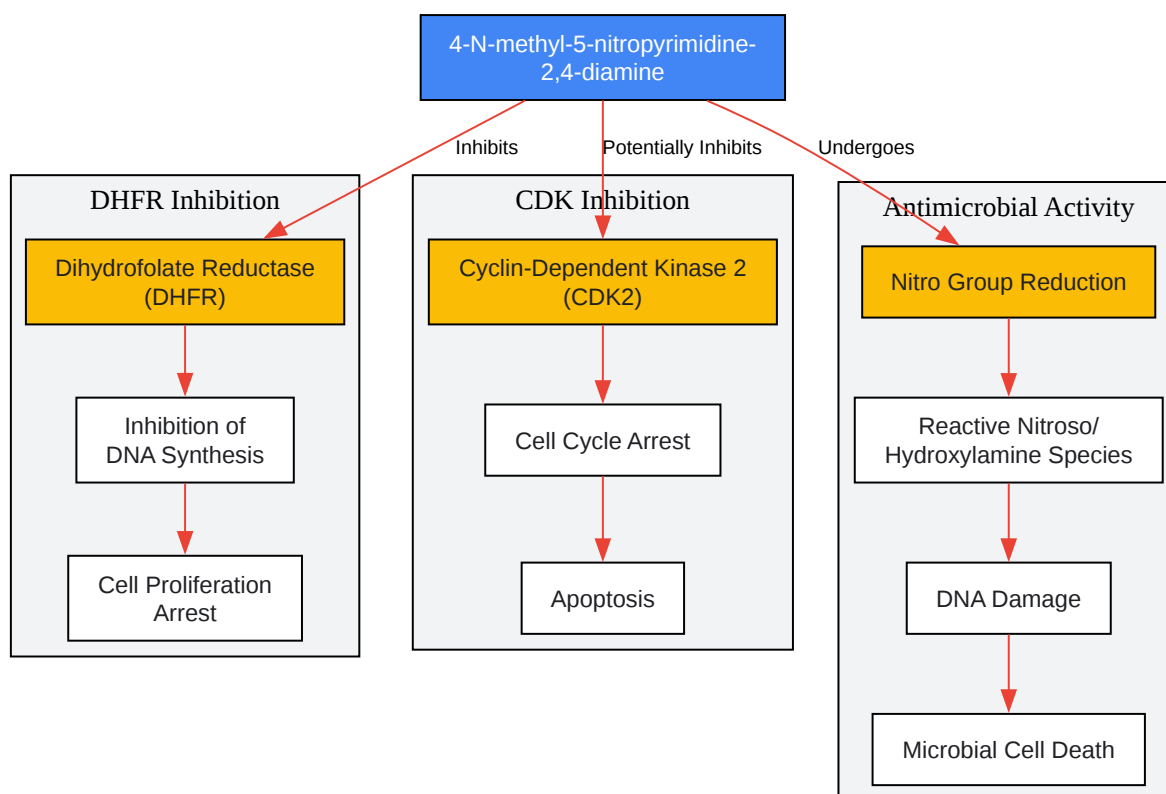 4-N-methyl-5-nitropyrimidine-
2,4-diamine
Inhibits
Potentially Inhibits
Undergoes
DHFR Inhibition
Dihydrofolate Reductase
(DHFR)
Inhibition of
DNA Synthesis
Cell Proliferation
Arrest
CDK Inhibition
Cyclin-Dependent Kinase 2
(CDK2)
Cell Cycle Arrest
Apoptosis
Antimicrobial Activity
Nitro Group Reduction
Reactive Nitroso/
Hydroxylamine Species
DNA Damage
Microbial Cell Death